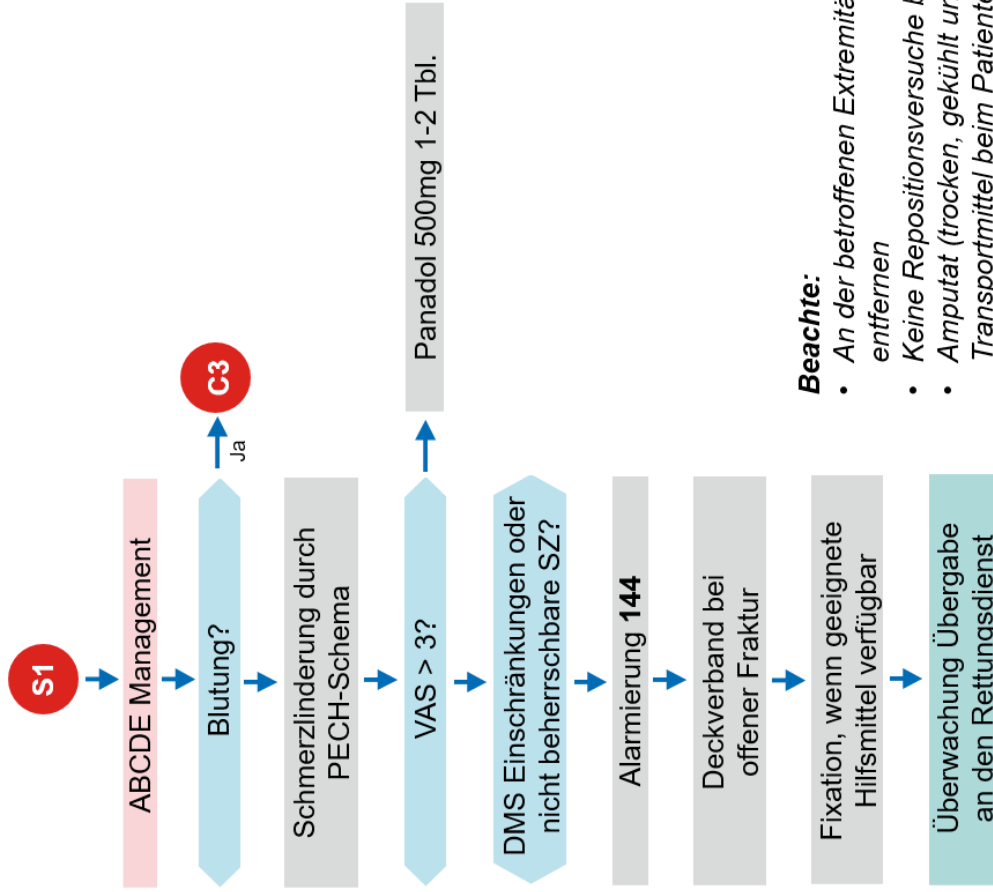 S1
ABCDE Management
Blutung?
Ja
C3
Schmerzlinderung durch
PECH-Schema
VAS > 3?
Panadol 500mg 1-2 Tbl.
DMS Einschränkungen oder
nicht beherrschbare SZ?
Alarmierung 144
Deckverband bei
offener Fraktur
Fixation, wenn geeignete
Hilfsmittel verfügbar
Überwachung Übergabe
an den Rettungsdienst
Beachte:
• An der betroffenen
entfernen
• Keine Repositionsversuche
• Amputat (trocken, gekühlt
Transportmittel beim